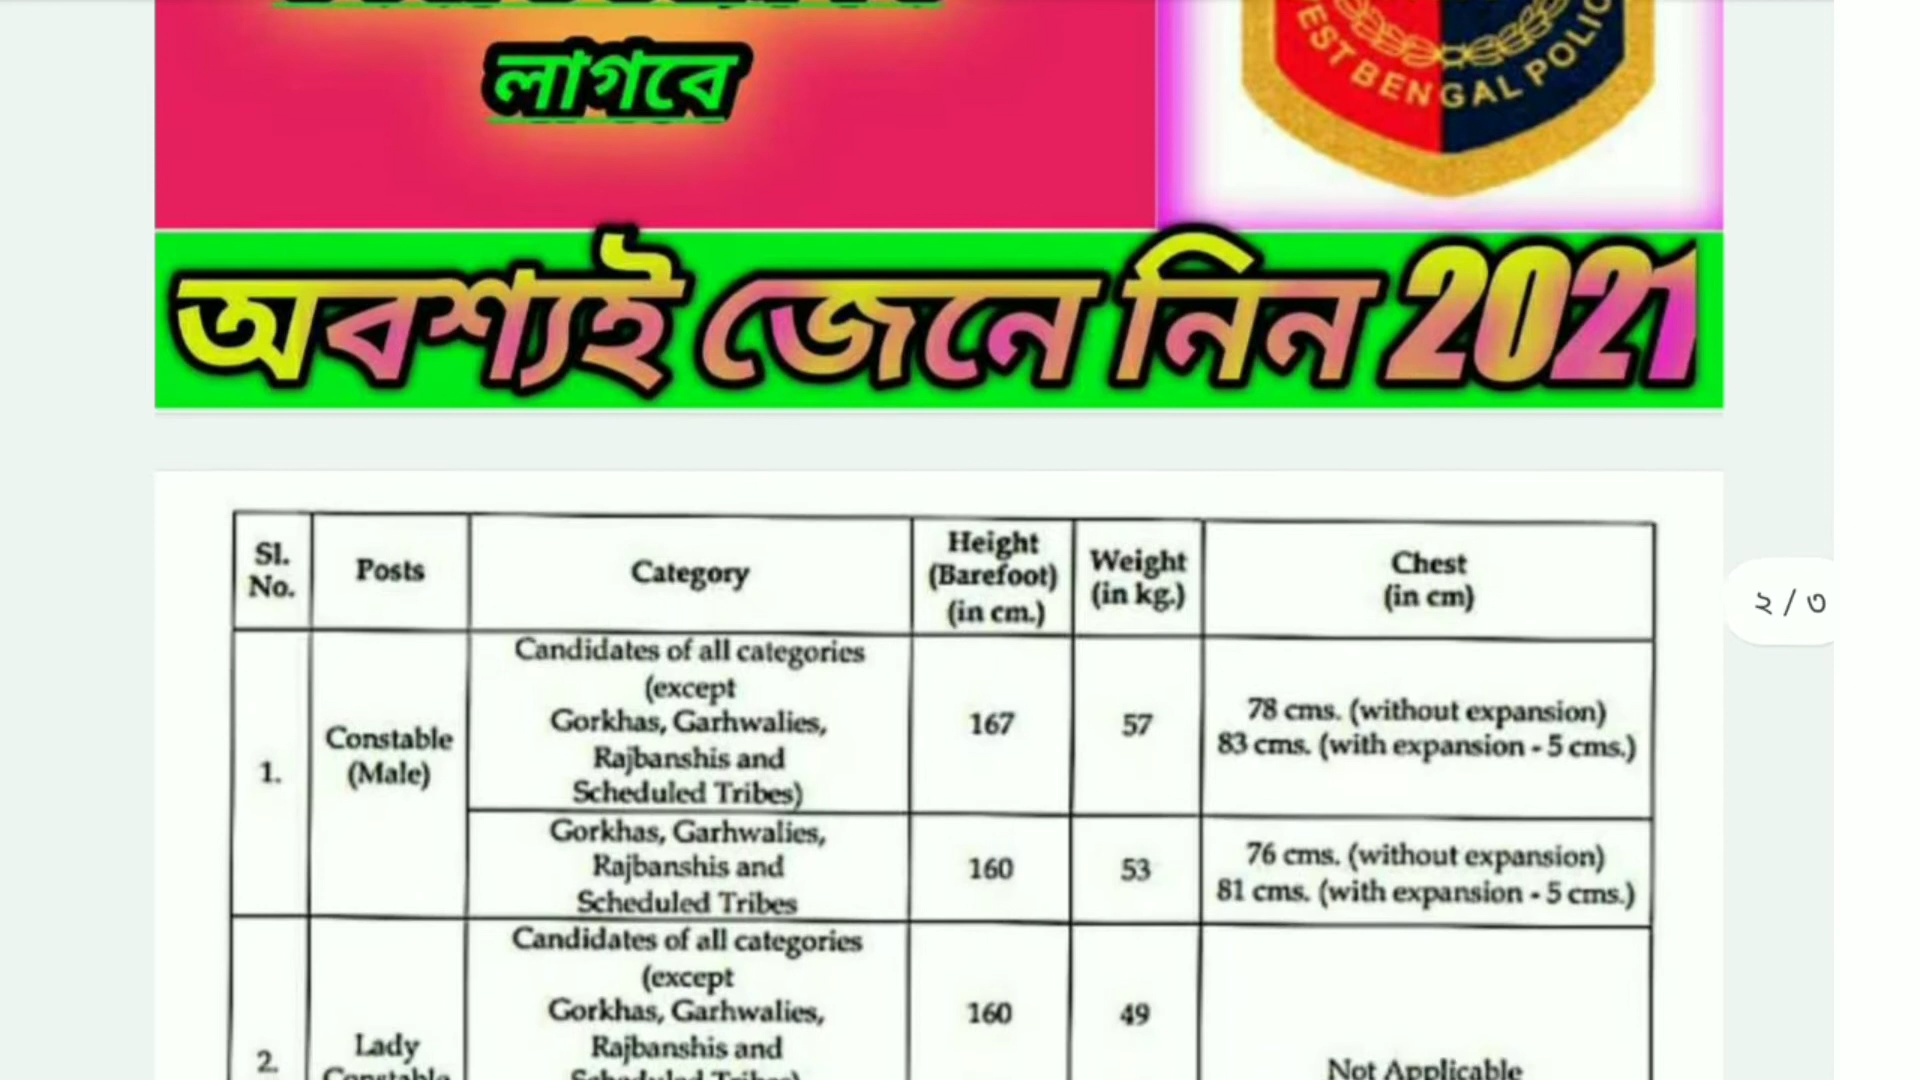 লাগবে
WEST BENGAL POLICE
অবশ্যই জেনে নিন 2021
২ / ৩
Sl. No.
Posts
Category
Height
(Barefoot)
(in cm.)
Weight
(in kg.)
Chest
(in cm)
1.
Constable
(Male)
Candidates of all categories
(except
Gorkhas, Garhwalies,
Rajbanshis and
Scheduled Tribes)
167
57
78 cms. (without expansion)
83 cms. (with expansion - 5 cms.)
Gorkhas, Garhwalies,
Rajbanshis and
Scheduled Tribes
160
53
76 cms. (without expansion)
81 cms. (with expansion - 5 cms.)
2.
Lady
Constable
Candidates of all categories
(except
Gorkhas, Garhwalies,
Rajbanshis and
Scheduled Tribes)
160
49
Not Applicable